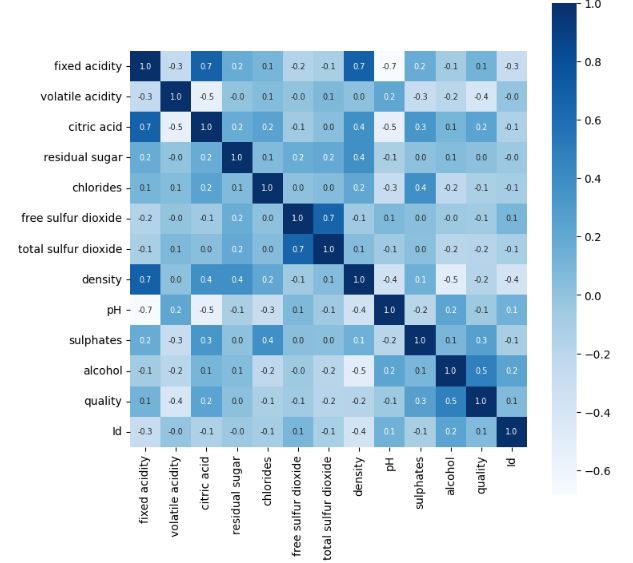 1.0
fixed acidity 1.0 -0.3 0.7 0.2 0.1 -0.2 -0.1 0.7 -0.7 0.2 -0.1 0.1 -0.3
volatile acidity -0.3 1.0 -0.5 -0.0 0.1 -0.0 0.1 0.0 0.2 -0.3 -0.2 -0.4 -0.0
0.8
citric acid 0.7 -0.5 1.0 0.2 0.2 -0.1 0.0 0.4 -0.5 0.3 0.1 0.2 -0.1
0.6
residual sugar 0.2 -0.0 0.2 1.0 0.1 0.2 0.2 0.4 -0.1 0.0 0.1 0.0 -0.0
0.4
chlorides 0.1 0.1 0.2 0.1 1.0 0.0 0.0 0.2 -0.3 0.4 -0.2 -0.1 -0.1
free sulfur dioxide -0.2 -0.0 -0.1 0.2 0.0 1.0 0.7 -0.1 0.1 0.0 -0.0 -0.1 0.1
0.2
total sulfur dioxide -0.1 0.1 0.0 0.2 0.0 0.7 1.0 0.1 -0.1 0.0 -0.2 -0.2 -0.1
density 0.7 0.0 0.4 0.4 0.2 -0.1 0.1 1.0 -0.4 0.1 -0.5 -0.2 -0.4
0.0
pH -0.7 0.2 -0.5 -0.1 -0.3 0.1 -0.1 -0.4 1.0 -0.2 0.2 -0.1 0.1
sulphates 0.2 -0.3 0.3 0.0 0.4 0.0 0.0 0.1 -0.2 1.0 0.1 0.3 -0.1
−0.2
alcohol -0.1 -0.2 0.1 0.1 -0.2 -0.0 -0.2 -0.5 0.2 0.1 1.0 0.5 0.2
quality 0.1 -0.4 0.2 0.0 -0.1 -0.1 -0.2 -0.2 -0.1 0.3 0.5 1.0 0.1
−0.4
Id -0.3 -0.0 -0.1 -0.0 -0.1 0.1 -0.1 -0.4 0.1 -0.1 0.2 0.1 1.0
−0.6
fixed acidity
volatile acidity
citric acid
residual sugar
chlorides
free sulfur dioxide
total sulfur dioxide
density
pH
sulphates
alcohol
quality
Id